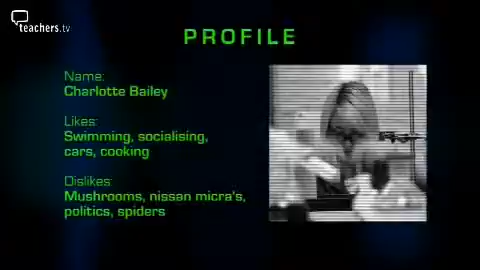 teachers.tv
PROFILE
Name:
Charlotte Bailey
Likes:
Swimming, socialising,
cars, cooking
Dislikes:
Mushrooms, nissan micra's,
politics, spiders